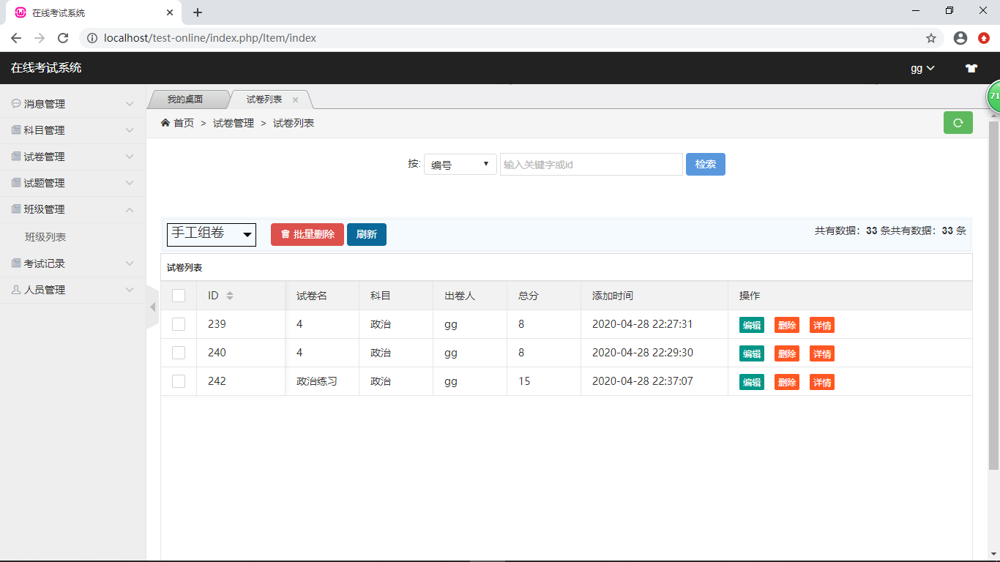 在线考试系统
localhost/test-online/index.php/Item/index
在线考试系统
gg
71
消息管理
科目管理
试卷管理
试题管理
班级管理
班级列表
考试记录
人员管理
我的桌面
试卷列表
首页 > 试卷管理 > 试卷列表
按: 编号 输入关键字或id 检索
手工组卷 批量删除 刷新 共有数据：33 条共有数据：33 条
试卷列表
ID 试卷名 科目 出卷人 总分 添加时间 操作
239 4 政治 gg 8 2020-04-28 22:27:31 编辑 删除 详情
240 4 政治 gg 8 2020-04-28 22:29:30 编辑 删除 详情
242 政治练习 政治 gg 15 2020-04-28 22:37:07 编辑 删除 详情